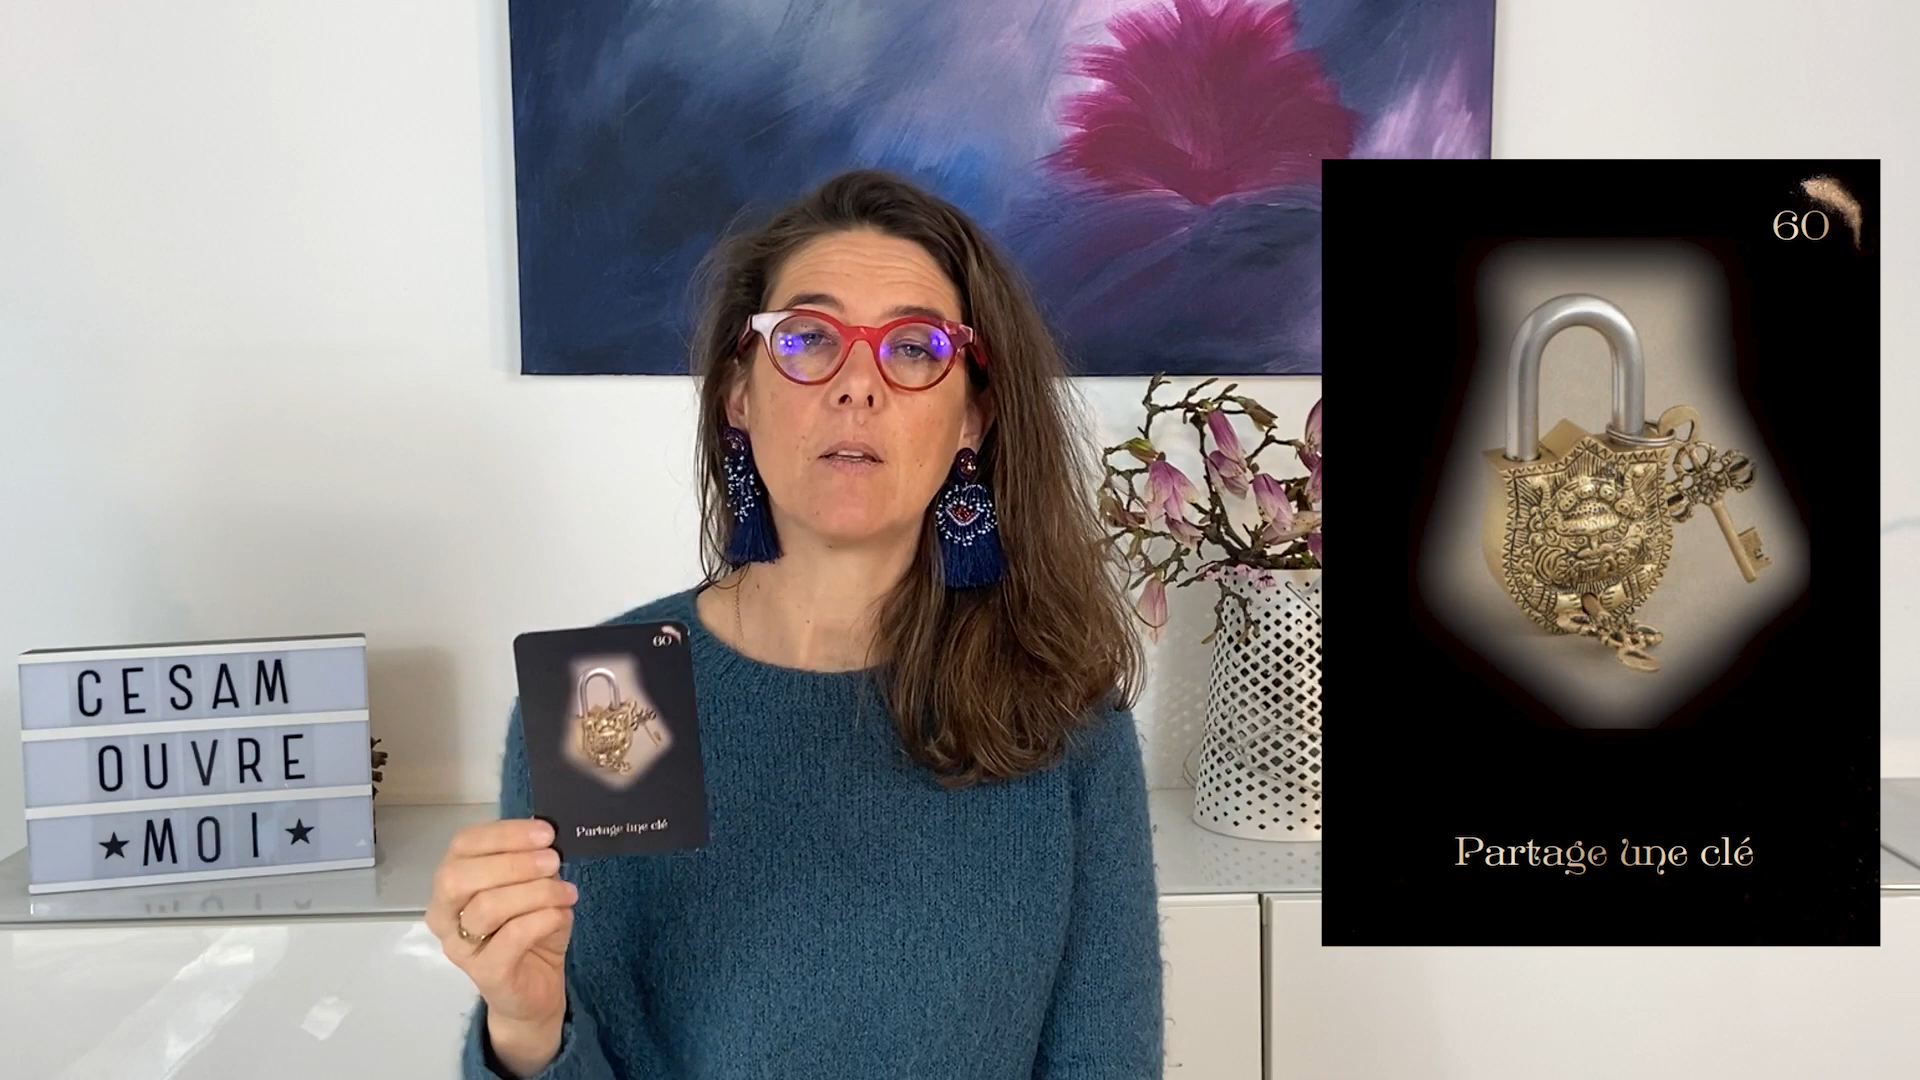 CESAM
OUVRE
★MOI★
60
Partage une clé
60
Partage une clé